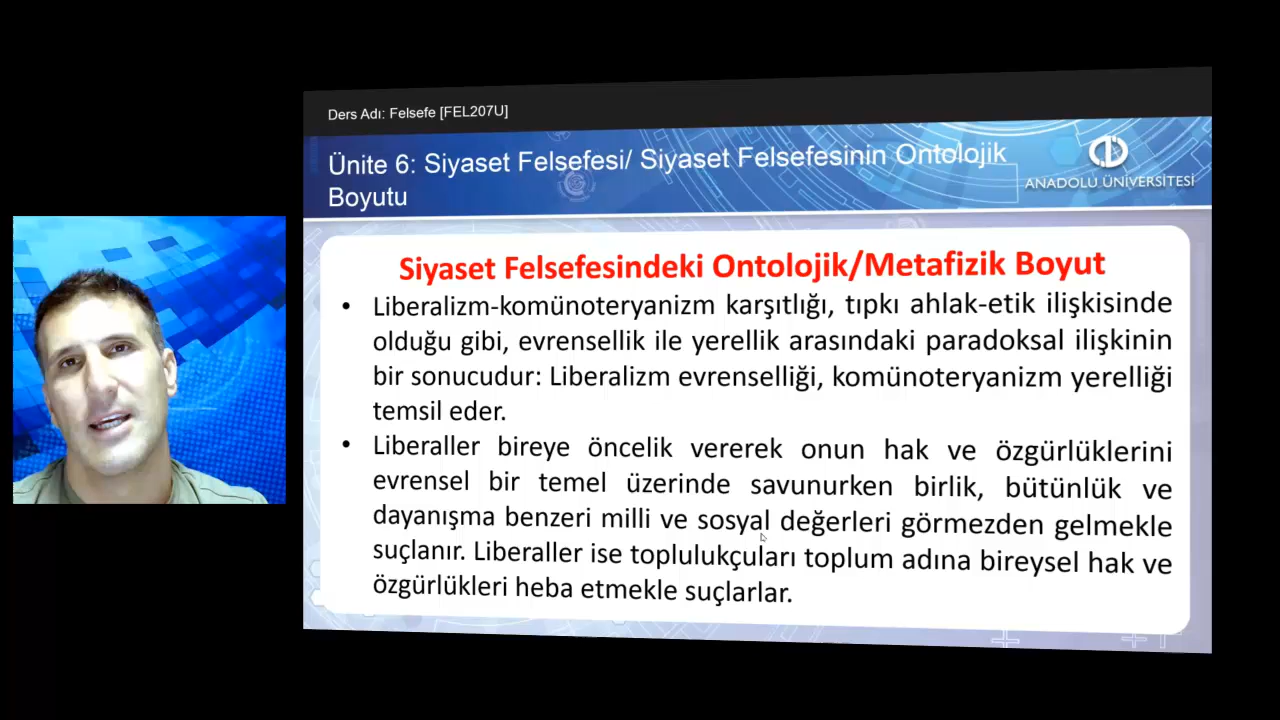 Ders Adı: Felsefe [FEL207U]
Ünite 6: Siyaset Felsefesi/ Siyaset Felsefesinin Ontolojik
Boyutu
ANADOLU ÜNİVERSİTESİ
Siyaset Felsefesindeki Ontolojik/Metafizik Boyut
• Liberalizm-komünoteryanizm karşıtlığı, tıpkı ahlak-etik ilişkisinde
olduğu gibi, evrensellik ile yerellik arasındaki paradoksal ilişkinin
bir sonucudur: Liberalizm evrenselliği, komünoteryanizm yerelliği
temsil eder.
• Liberaller bireye öncelik vererek onun hak ve özgürlüklerini
evrensel bir temel üzerinde savunurken birlik, bütünlük ve
dayanışma benzeri milli ve sosyal değerleri görmezden gelmekle
suçlanır. Liberaller ise toplulukçuları toplum adına bireysel hak ve
özgürlükleri heba etmekle suçlarlar.